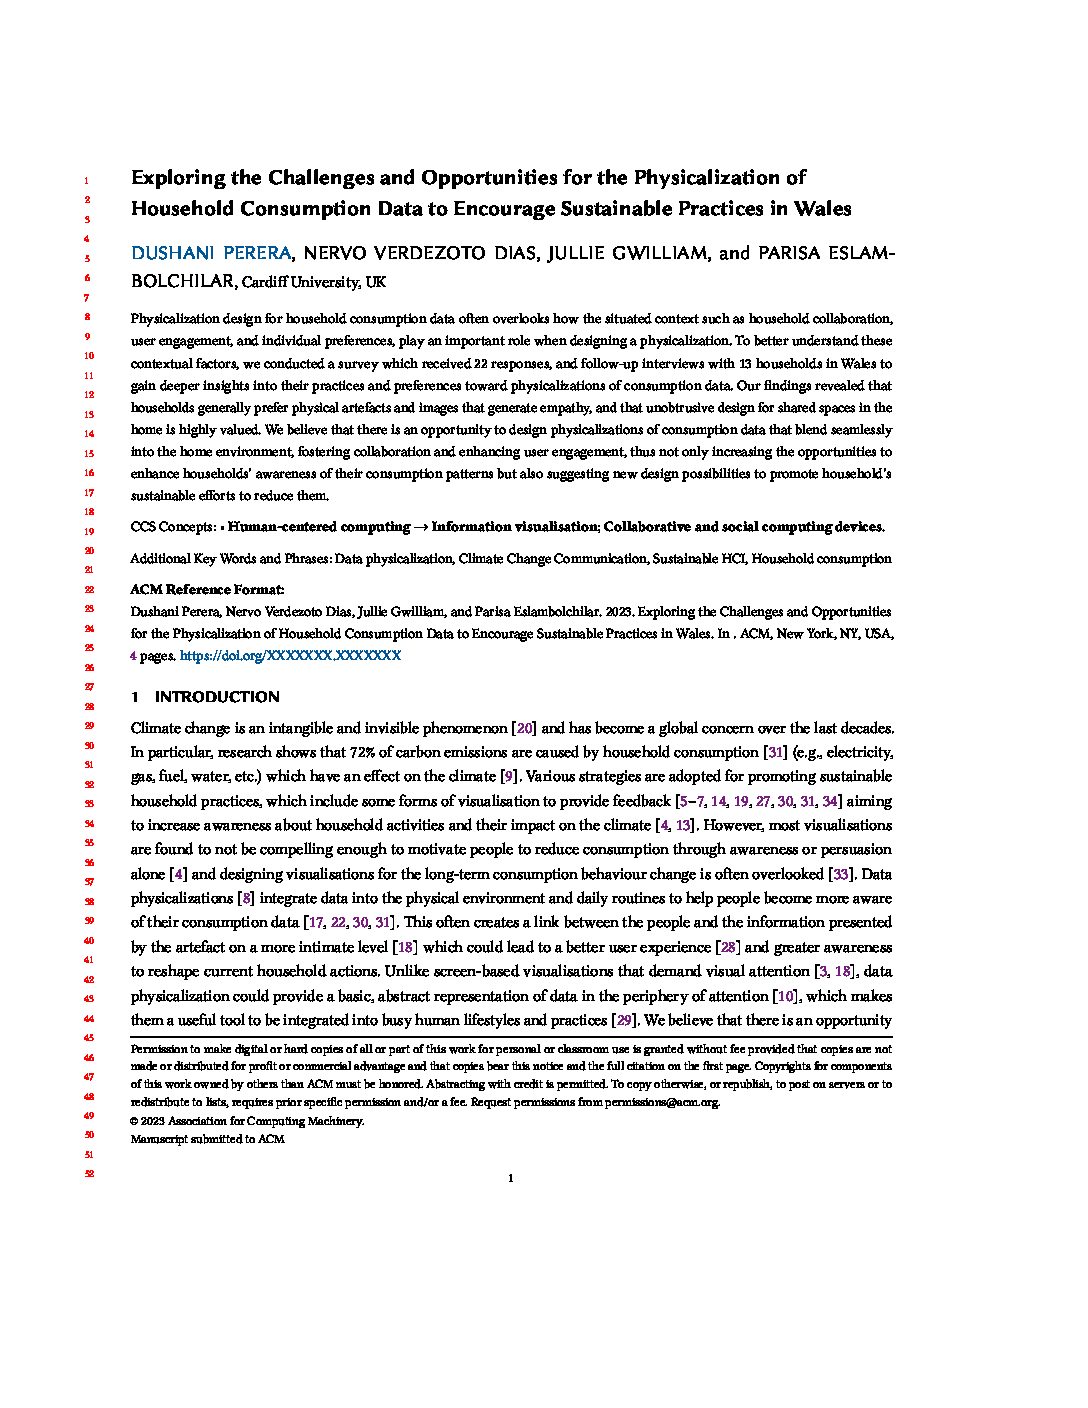 Exploring the Challenges and Opportunities for the Physicalization of
Household Consumption Data to Encourage Sustainable Practices in Wales
DUSHANI PERERA, NERVO VERDEZOTO DIAS, JULLIE GWILLIAM, and PARISA ESLAM-
BOLCHILAR, Cardiff University, UK
Physicalization design for household consumption data often overlooks how the situated context such as household collaboration,
user engagement, and individual preferences, play an important role when designing a physicalization. To better understand these
contextual factors, we conducted a survey which received 22 responses, and follow-up interviews with 13 households in Wales to
gain deeper insights into their practices and preferences toward physicalizations of consumption data. Our findings revealed that
households generally prefer physical artefacts and images that generate empathy, and that unobtrusive design for shared spaces in the
home is highly valued. We believe that there is an opportunity to design physicalizations of consumption data that blend seamlessly
into the home environment, fostering collaboration and enhancing user engagement, thus not only increasing the opportunities to
enhance households' awareness of their consumption patterns but also suggesting new design possibilities to promote household's
sustainable efforts to reduce them.
CCS Concepts: • Human-centered computing → Information visualisation; Collaborative and social computing devices.
Additional Key Words and Phrases: Data physicalization, Climate Change Communication, Sustainable HCI, Household consumption
ACM Reference Format:
Dushani Perera, Nervo Verdezoto Dias, Jullie Gwilliam, and Parisa Eslambolchilar. 2023. Exploring the Challenges and Opportunities
for the Physicalization of Household Consumption Data to Encourage Sustainable Practices in Wales. In . ACM, New York, NY, USA,
4 pages. https://doi.org/XXXXXXX.XXXXXXX
1 INTRODUCTION
Climate change is an intangible and invisible phenomenon [20] and has become a global concern over the last decades.
In particular, research shows that 72% of carbon emissions are caused by household consumption [31] (e.g., electricity,
gas, fuel, water, etc.) which have an effect on the climate [9]. Various strategies are adopted for promoting sustainable
household practices, which include some forms of visualisation to provide feedback [5–7, 14, 19, 27, 30, 31, 34] aiming
to increase awareness about household activities and their impact on the climate [4, 13]. However, most visualisations
are found to not be compelling enough to motivate people to reduce consumption through awareness or persuasion
alone [4] and designing visualisations for the long-term consumption behaviour change is often overlooked [33]. Data
physicalizations [8] integrate data into the physical environment and daily routines to help people become more aware
of their consumption data [17, 22, 30, 31]. This often creates a link between the people and the information presented
by the artefact on a more intimate level [18] which could lead to a better user experience [28] and greater awareness
to reshape current household actions. Unlike screen-based visualisations that demand visual attention [3, 18], data
physicalization could provide a basic, abstract representation of data in the periphery of attention [10], which makes
them a useful tool to be integrated into busy human lifestyles and practices [29]. We believe that there is an opportunity
Permission to make digital or hard copies of all or part of this work for personal or classroom use is granted without fee provided that copies are not
made or distributed for profit or commercial advantage and that copies bear this notice and the full citation on the first page. Copyrights for components
of this work owned by others than ACM must be honored. Abstracting with credit is permitted. To copy otherwise, or republish, to post on servers or to
redistribute to lists, requires prior specific permission and/or a fee. Request permissions from permissions@acm.org.
© 2023 Association for Computing Machinery.
Manuscript submitted to ACM
1
1
2
3
4
5
6
7
8
9
10
11
12
13
14
15
16
17
18
19
20
21
22
23
24
25
26
27
28
29
30
31
32
33
34
35
36
37
38
39
40
41
42
43
44
45
46
47
48
49
50
51
52